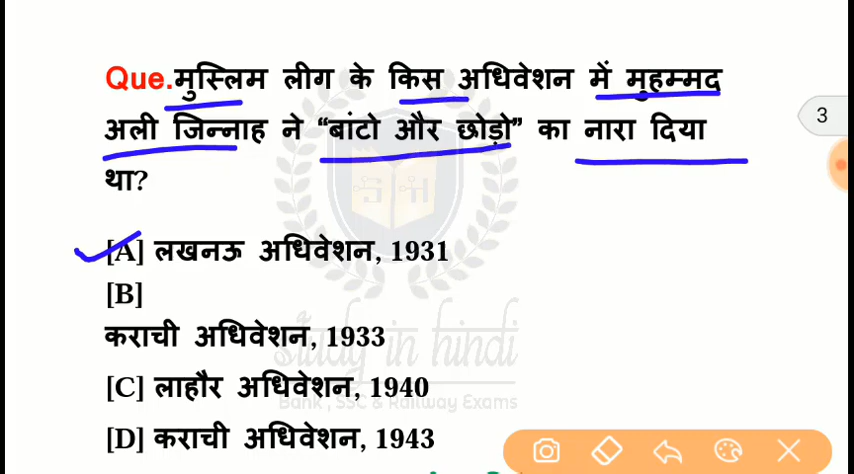 Que.मुस्लिम लीग के किस अधिवेशन में मुहम्मद
अली जिन्नाह ने “बांटो और छोड़ो” का नारा दिया
था?
[A] लखनऊ अधिवेशन, 1931
[B]
कराची अधिवेशन, 1933
[C] लाहौर अधिवेशन, 1940
[D] कराची अधिवेशन, 1943
3
SH
study in hindi
Bank, SSC & Railway Exams